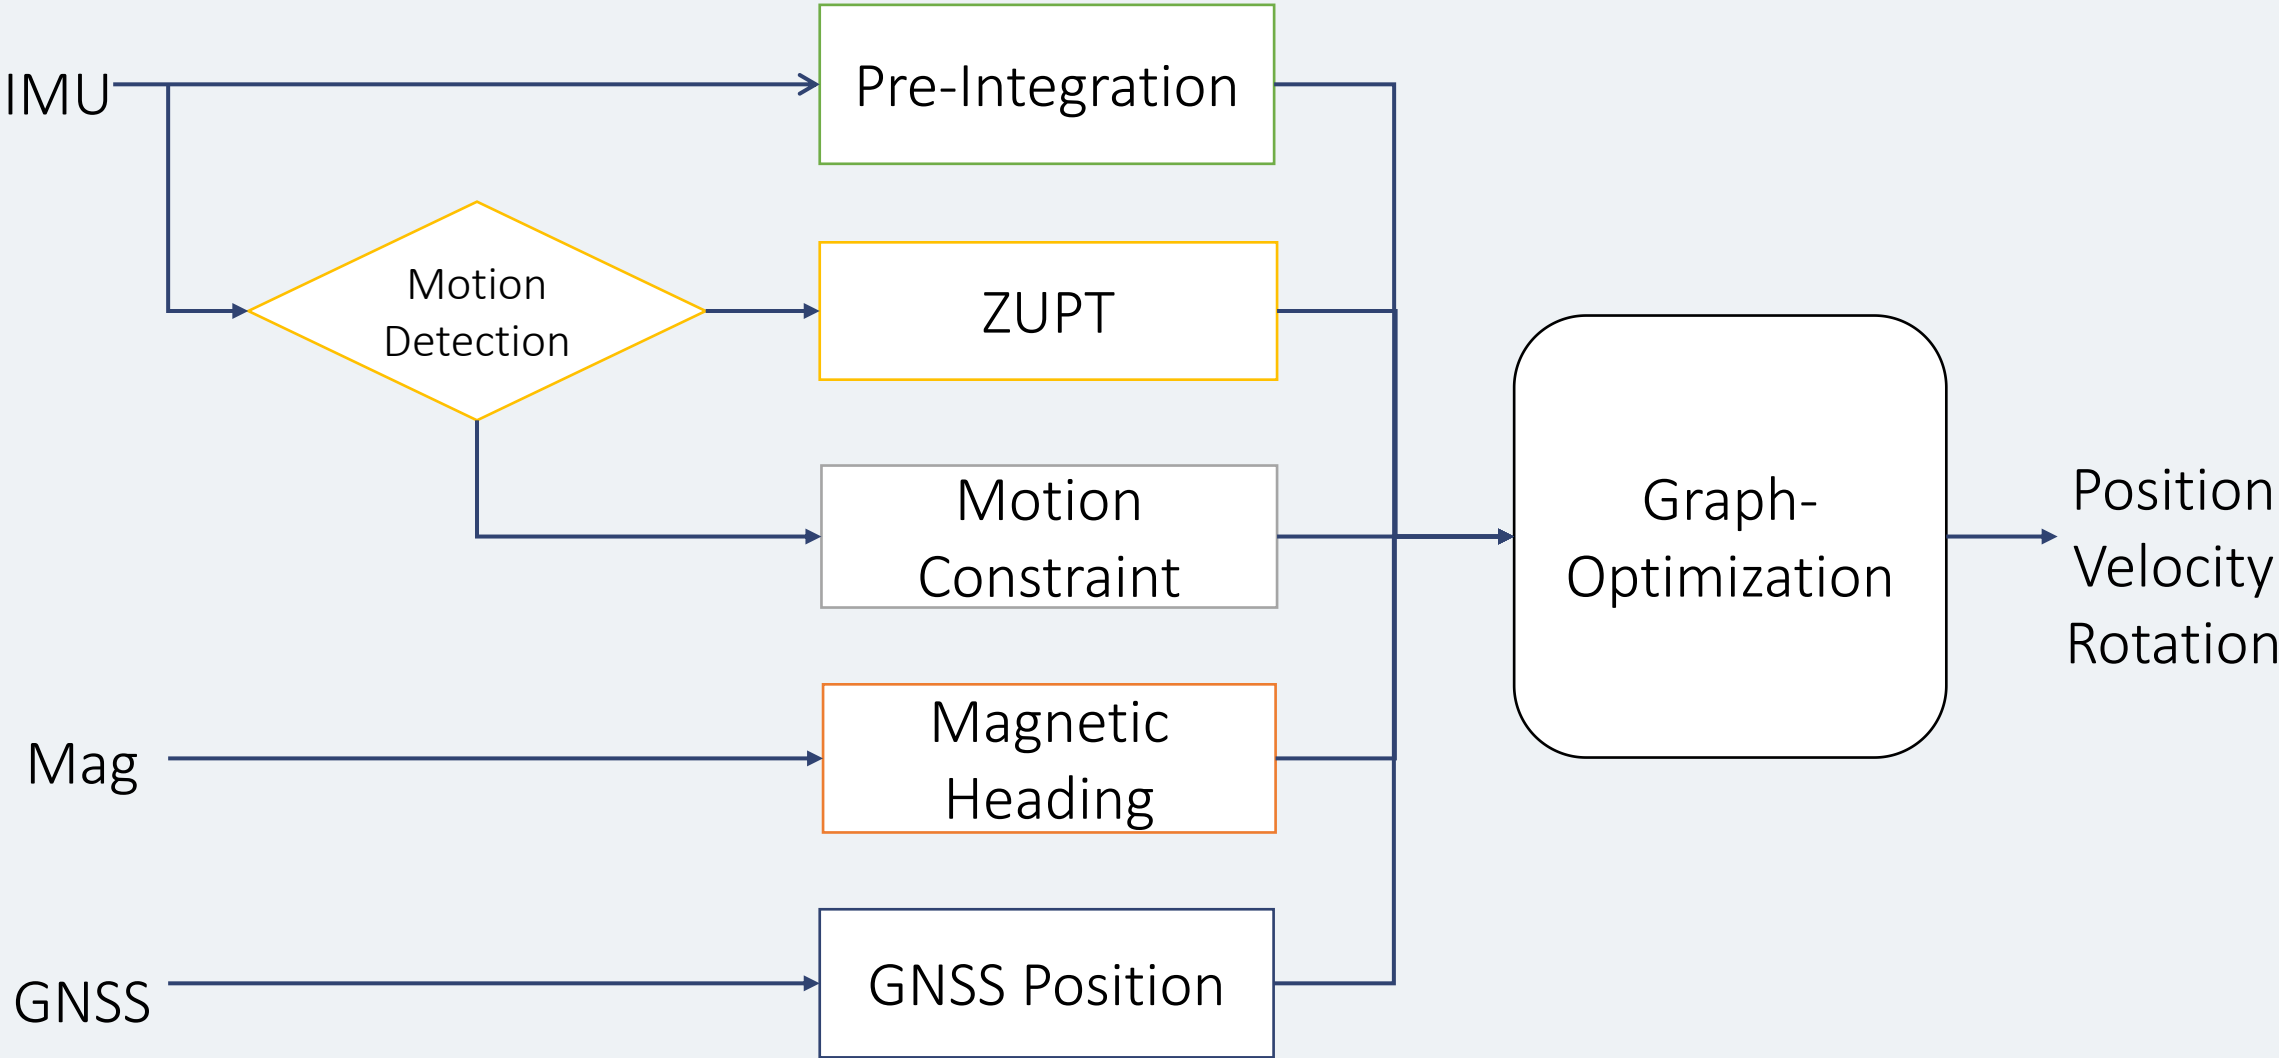 IMU
Pre-Integration
Motion
Detection
ZUPT
Motion
Constraint
Graph-
Optimization
Position
Velocity
Rotation
Mag
Magnetic
Heading
GNSS
GNSS Position